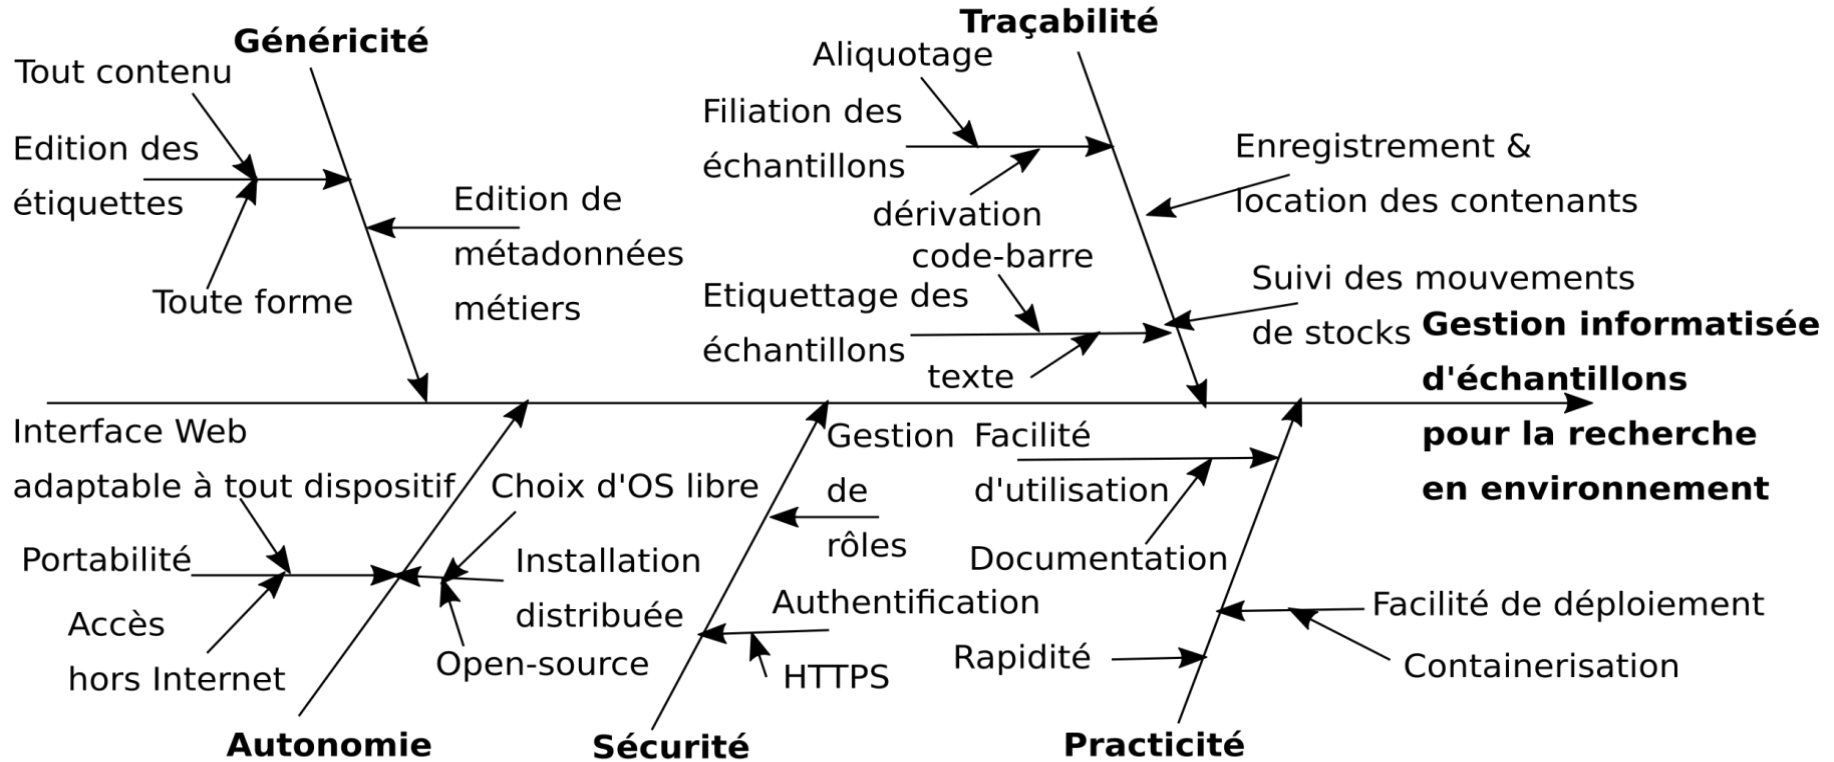 Généricité
Tout contenu
Edition des
étiquettes
Toute forme
Edition de
métadonnées
métiers
Traçabilité
Aliquotage
Filiation des
échantillons
dérivation
code-barre
Etiquettage des
échantillons
texte
Enregistrement &
location des contenants
Suivi des mouvements
de stocks
Gestion informatisée
d'échantillons
pour la recherche
en environnement
Interface Web
adaptable à tout dispositif
Portabilité
Accès
hors Internet
Choix d'OS libre
Installation
distribuée
Open-source
Autonomie
Gestion
de
rôles
Authentification
HTTPS
Sécurité
Facilité
d'utilisation
Documentation
Rapidité
Facilité de déploiement
Containerisation
Practicité